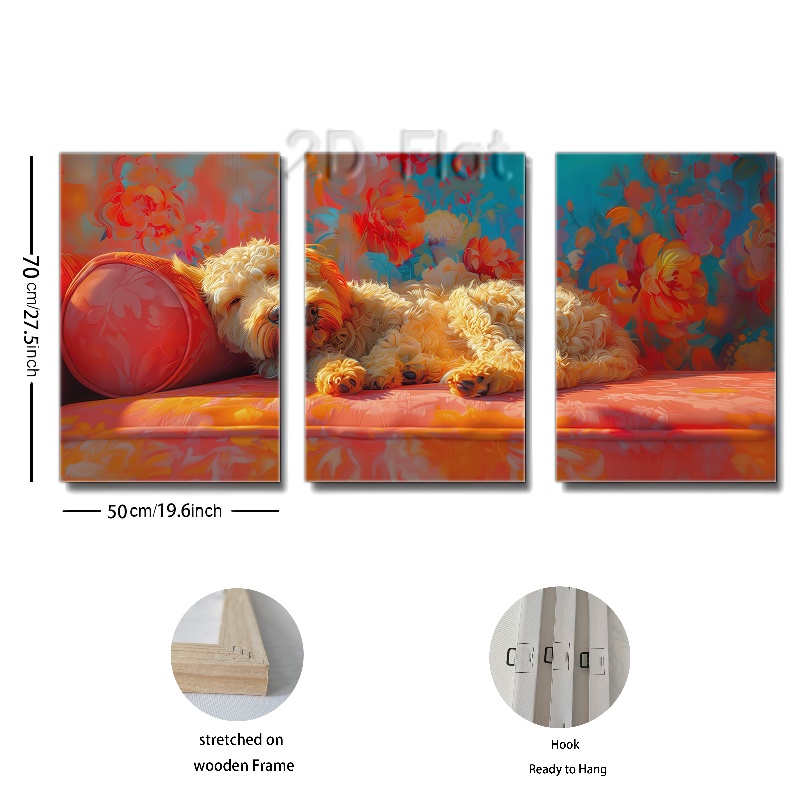 2D Flat
70 cm/27.5inch
50 cm/19.6inch
stretched on
wooden Frame
Hook
Ready to Hang